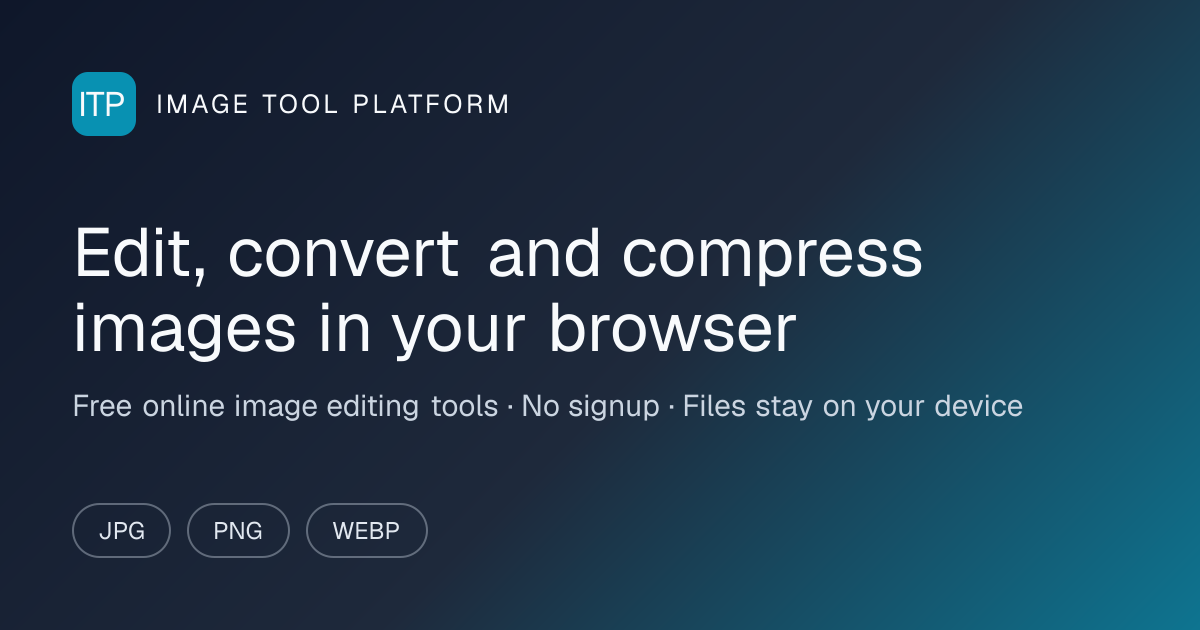 ITP
IMAGE TOOL PLATFORM
Edit, convert and compress
images in your browser
Free online image editing tools · No signup · Files stay on your device
JPG
PNG
WEBP